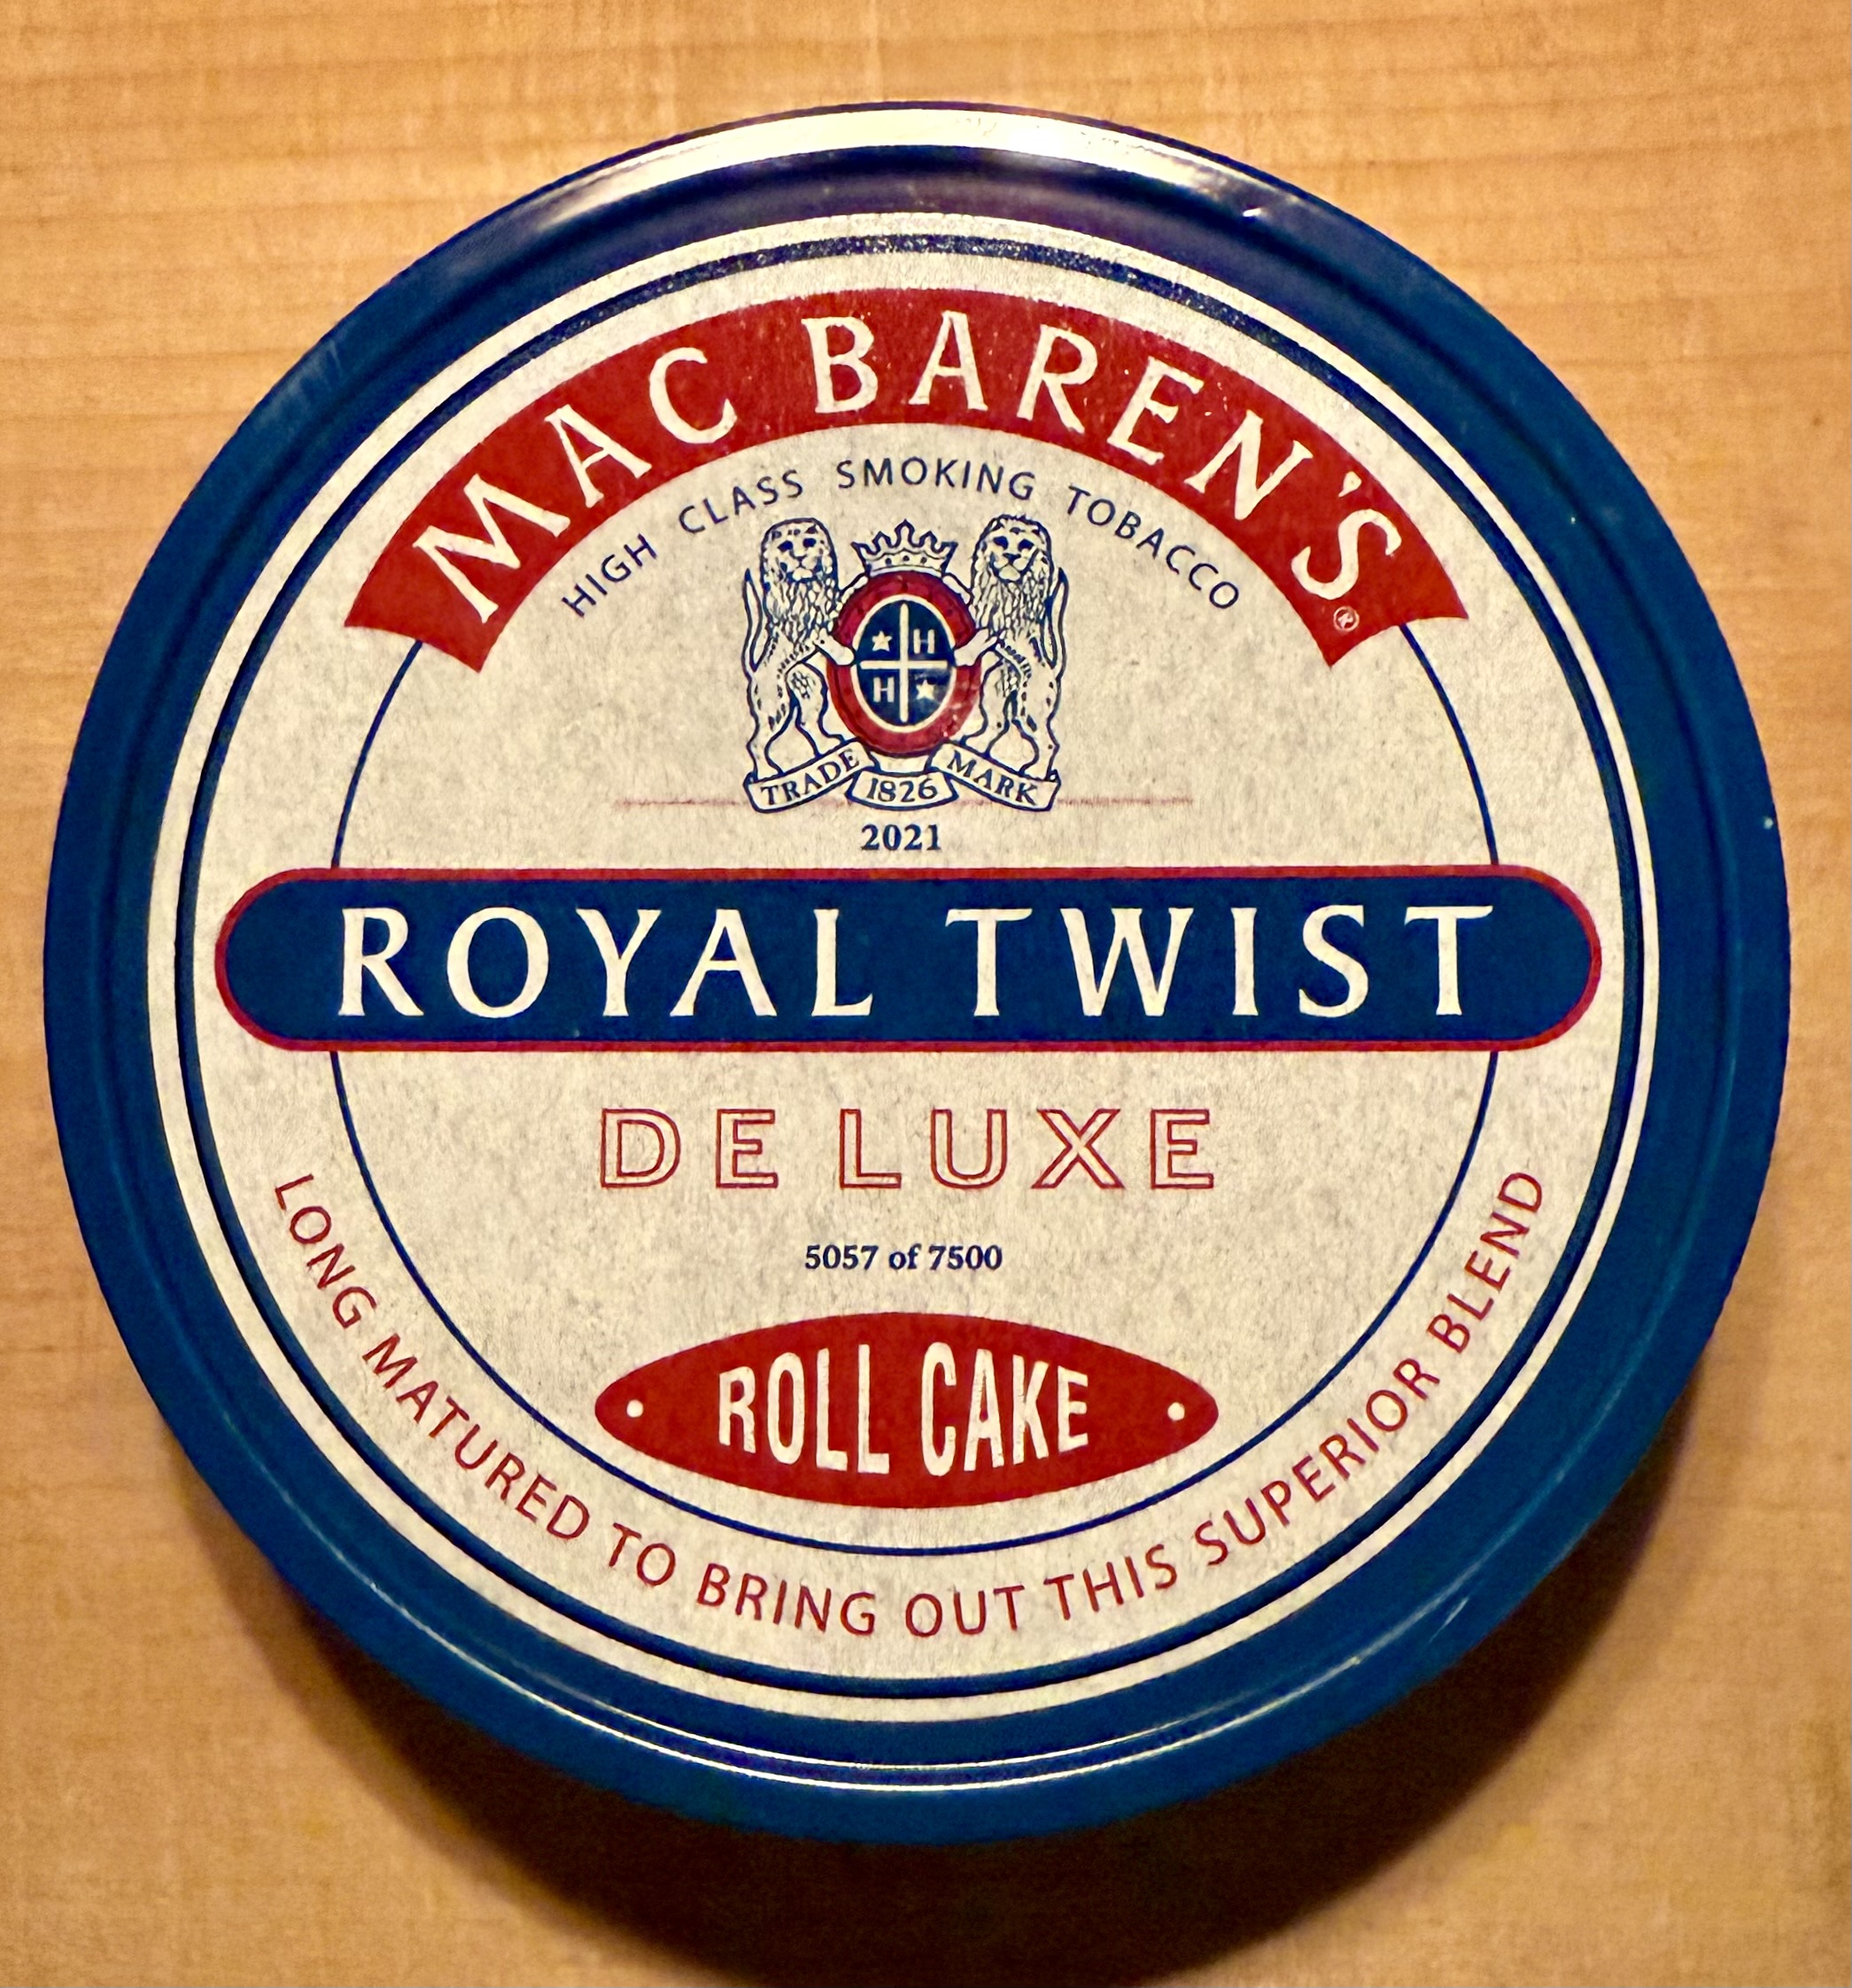 MAC BAREN'S®
HIGH CLASS SMOKING TOBACCO
H
H
TRADE 1826 MARK
2021
ROYAL TWIST
DE LUXE
5057 of 7500
ROLL CAKE
LONG MATURED TO BRING OUT THIS SUPERIOR BLEND